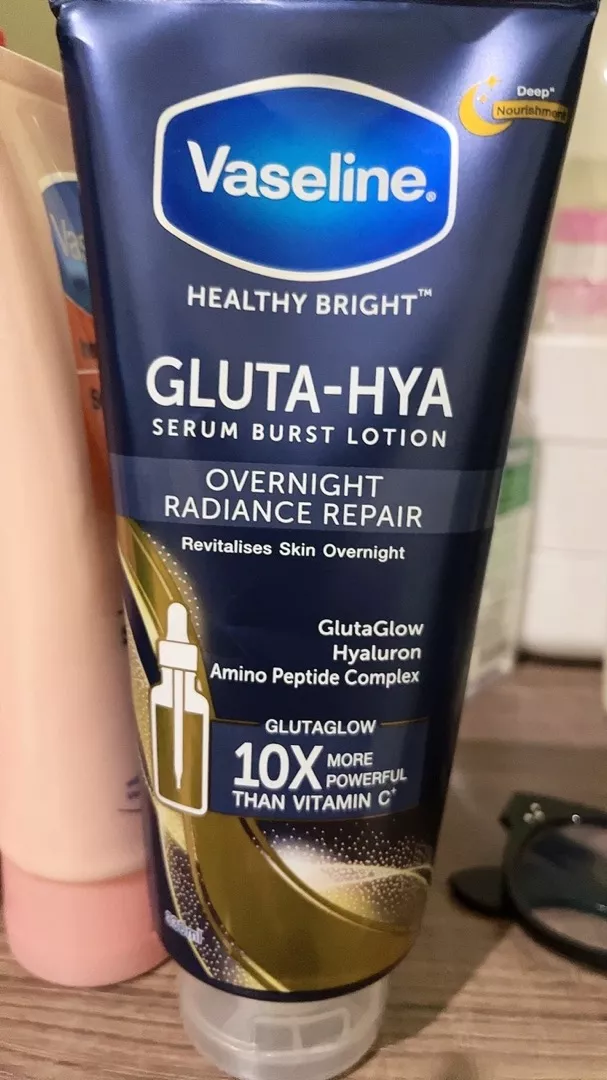 Deep*
Nourishment
Vaseline®
HEALTHY BRIGHT™
GLUTA-HYA
SERUM BURST LOTION
OVERNIGHT
RADIANCE REPAIR
Revitalises Skin Overnight
GlutaGlow
Hyaluron
Amino Peptide Complex
GLUTAGLOW
10X MORE
POWERFUL
THAN VITAMIN C⁺
Vas